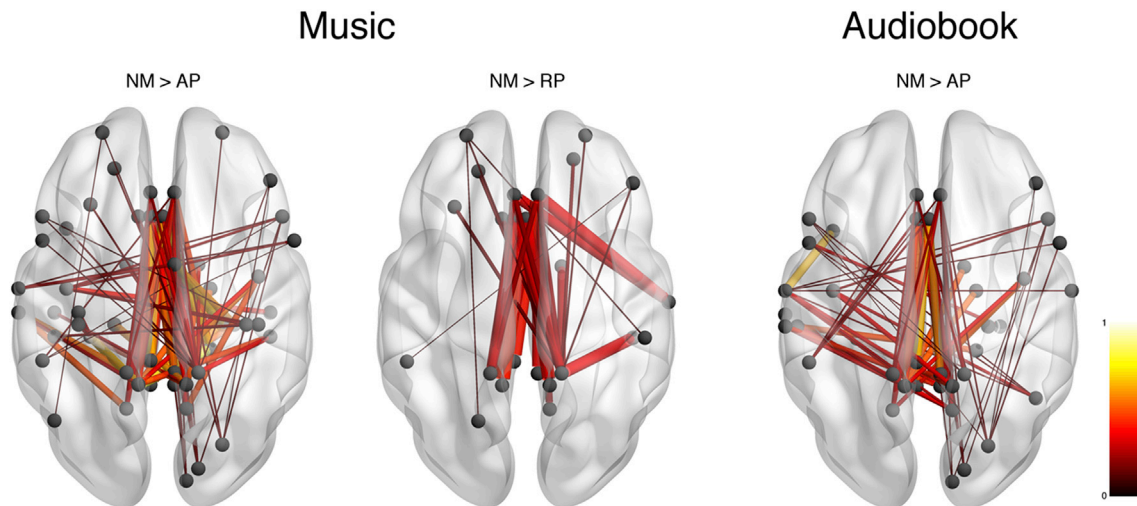 Music
Audiobook
NM > AP
NM > RP
NM > AP
1
0